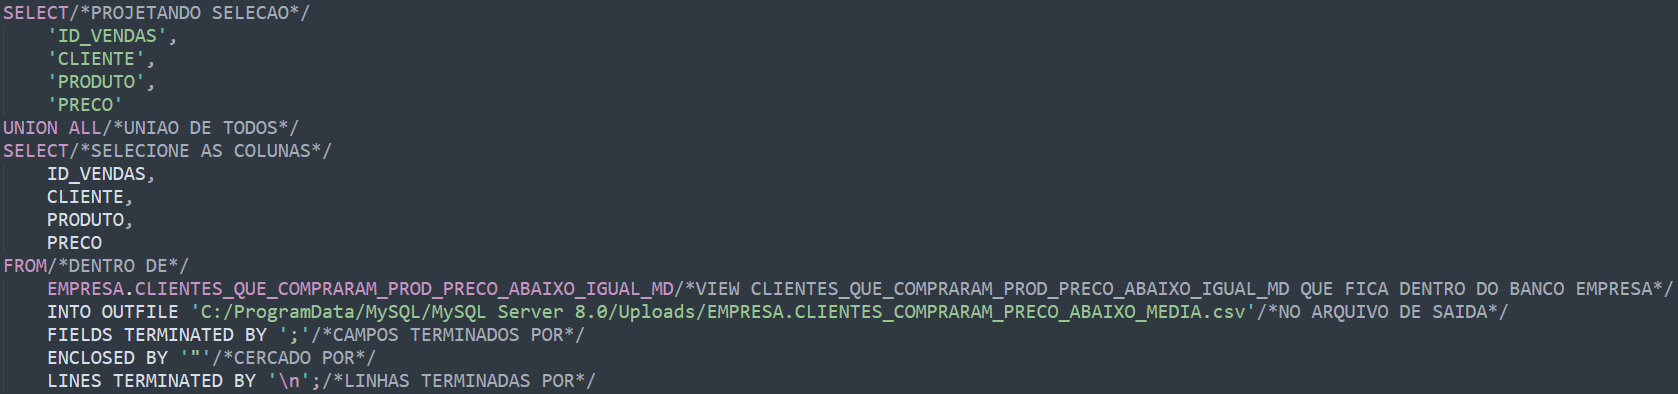 SELECT/*PROJETANDO SELECAO*/
    'ID_VENDAS',
    'CLIENTE',
    'PRODUTO',
    'PRECO'
UNION ALL/*UNIAO DE TODOS*/
SELECT/*SELECIONE AS COLUNAS*/
    ID_VENDAS,
    CLIENTE,
    PRODUTO,
    PRECO
FROM/*DENTRO DE*/
    EMPRESA.CLIENTES_QUE_COMPRARAM_PROD_PRECO_ABAIXO_IGUAL_MD/*VIEW CLIENTES_QUE_COMPRARAM_PROD_PRECO_ABAIXO_IGUAL_MD QUE FICA DENTRO DO BANCO EMPRESA*/
    INTO OUTFILE 'C:/ProgramData/MySQL/MySQL Server 8.0/Uploads/EMPRESA.CLIENTES_COMPRARAM_PRECO_ABAIXO_MEDIA.csv'/*NO ARQUIVO DE SAIDA*/
    FIELDS TERMINATED BY ';'/*CAMPOS TERMINADOS POR*/
    ENCLOSED BY '"'/*CERCADO POR*/
    LINES TERMINATED BY '\n';/*LINHAS TERMINADAS POR*/